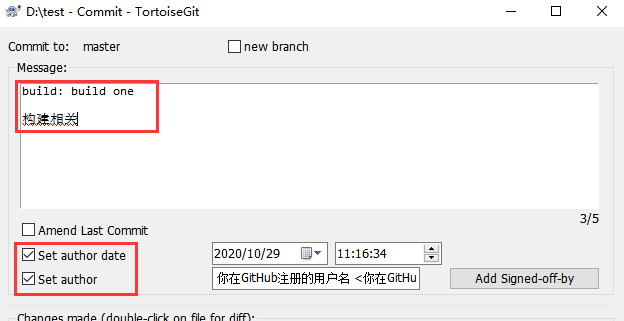 D:\test - Commit - TortoiseGit
Commit to: master new branch
Message:
build: build one
构建相关
3/5
Amend Last Commit
Set author date 2020/10/29 11:16:34
Set author 你在GitHub注册的用户名 <你在GitHu Add Signed-off-by
Changes made (double-click on file for diff):